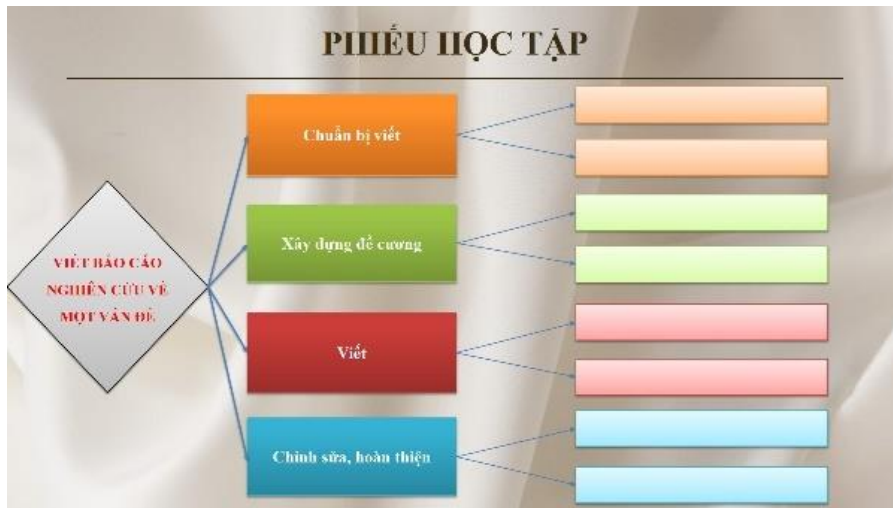 PHIẾU HỌC TẬP
Chuẩn bị viết
Xây dựng đề cương
VIẾT BÁO CÁO
NGHIÊN CỨU VỀ
MỘT VẤN ĐỀ
Viết
Chỉnh sửa, hoàn thiện